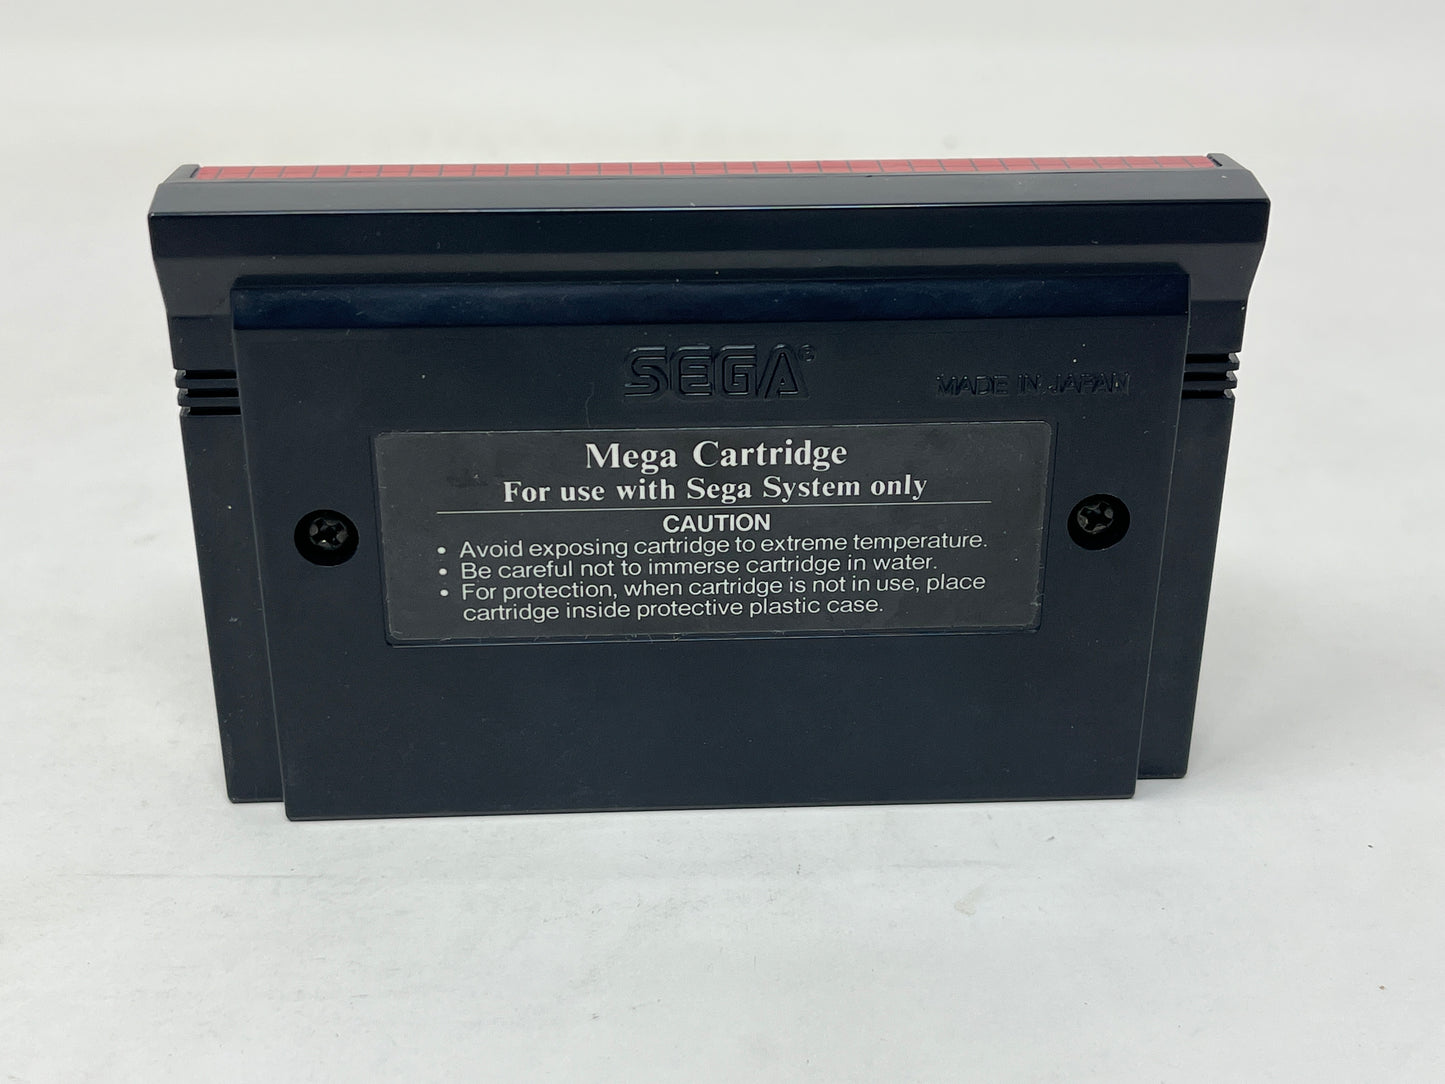 SEGA®
MADE IN JAPAN
Mega Cartridge
For use with Sega System only
CAUTION
• Avoid exposing cartridge to extreme temperature.
• Be careful not to immerse cartridge in water.
• For protection, when cartridge is not in use, place
cartridge inside protective plastic case.